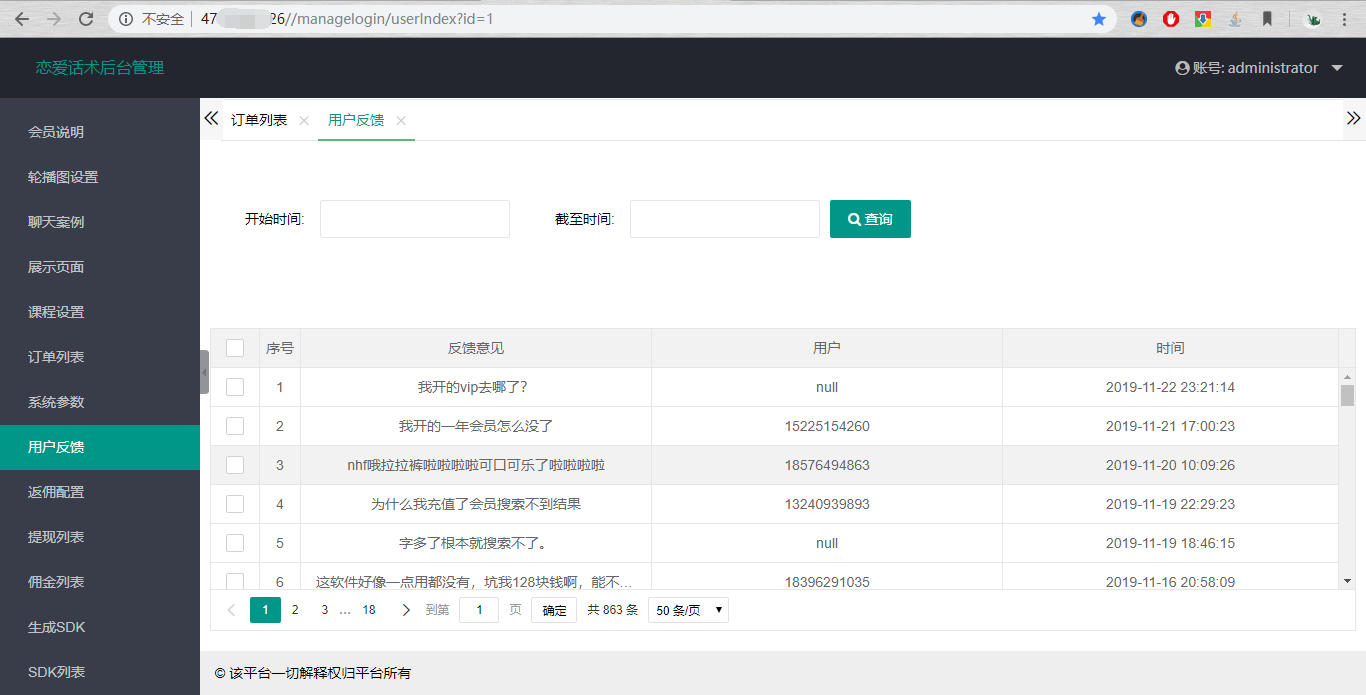 不安全 47 26//managelogin/userIndex?id=1
恋爱话术后台管理
账号: administrator
会员说明
轮播图设置
聊天案例
展示页面
课程设置
订单列表
系统参数
用户反馈
返佣配置
提现列表
佣金列表
生成SDK
SDK列表
订单列表 用户反馈
开始时间: 截至时间: 查询
序号 反馈意见 用户 时间
1 我开的vip去哪了? null 2019-11-22 23:21:14
2 我开的一年会员怎么没了 15225154260 2019-11-21 17:00:23
3 nhf哦拉拉裤啦啦啦啦可口可乐了啦啦啦啦 18576494863 2019-11-20 10:09:26
4 为什么我充值了会员搜索不到结果 13240939893 2019-11-19 22:29:23
5 字多了根本就搜索不了。 null 2019-11-19 18:46:15
6 这软件好像一点用都没有，坑我128块钱啊，能不… 18396291035 2019-11-16 20:58:09
1 2 3 … 18 到第 1 页 确定 共 863 条 50 条/页
© 该平台一切解释权归平台所有